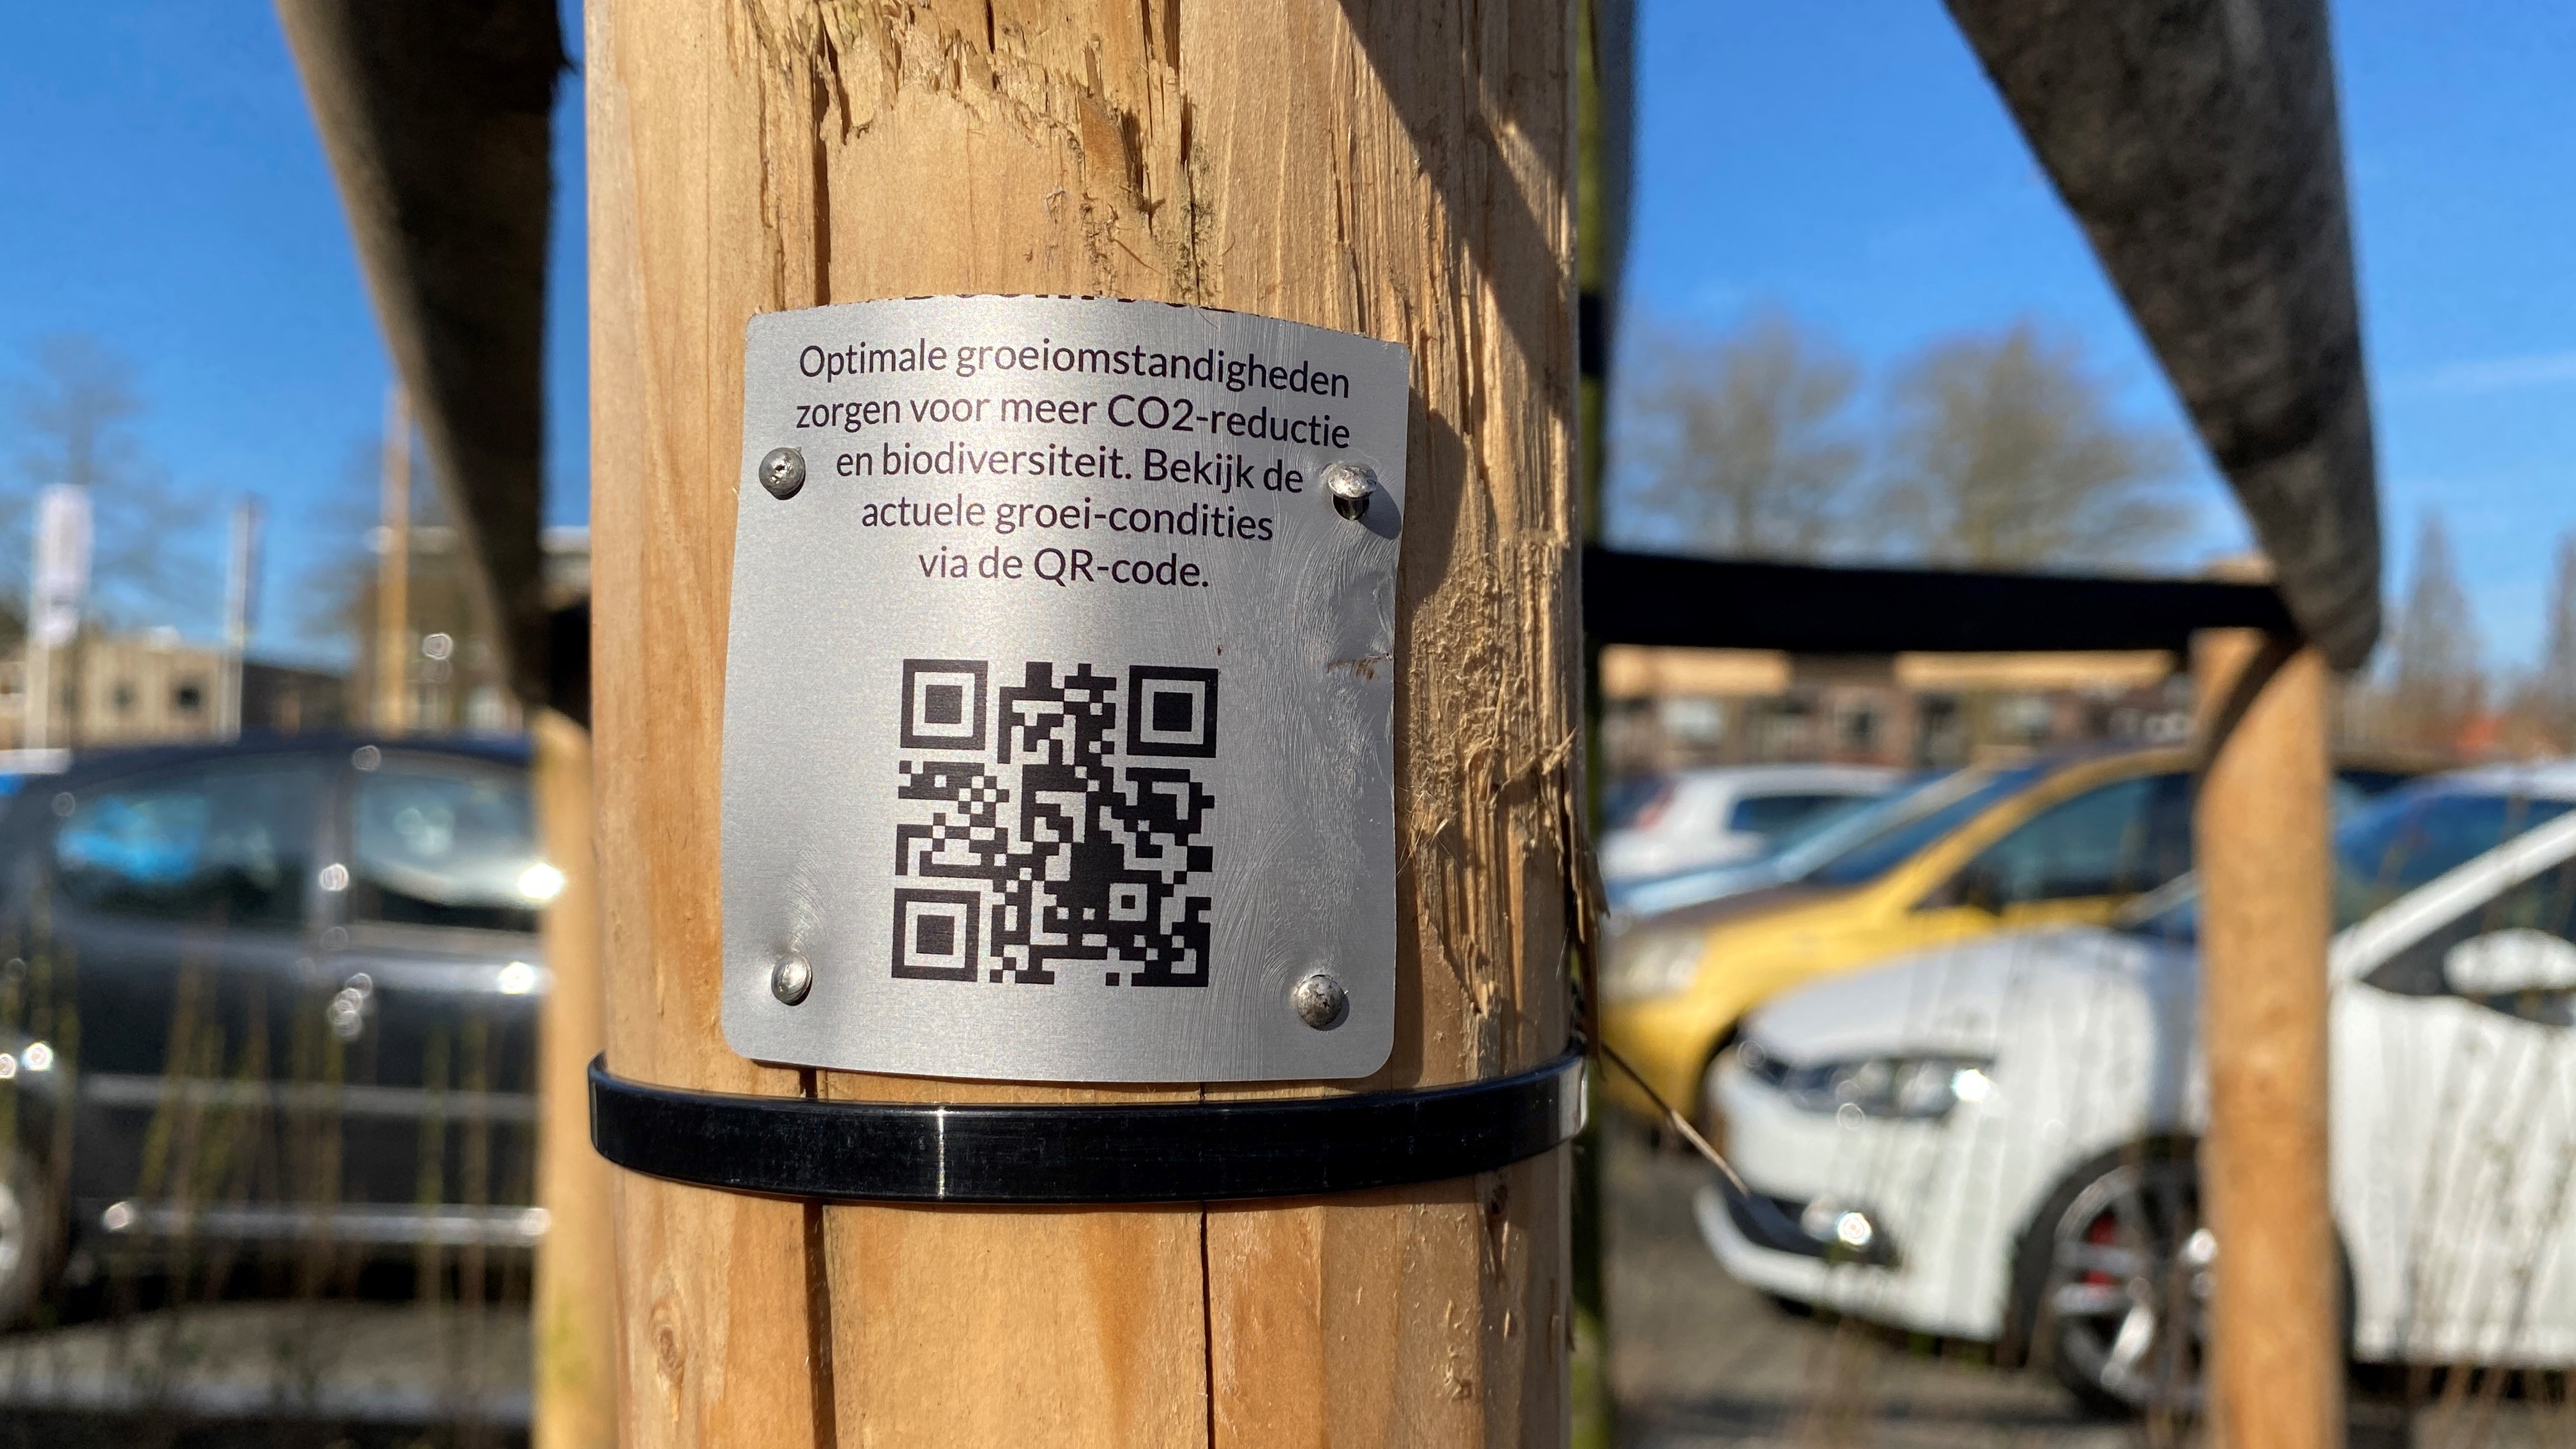 Optimale groeiomstandigheden
zorgen voor meer CO2-reductie
en biodiversiteit. Bekijk de
actuele groei-condities
via de QR-code.